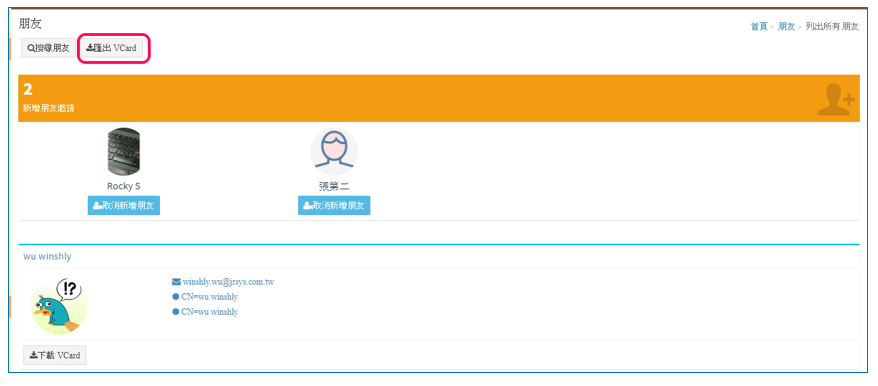 朋友
首頁 > 朋友 > 列出所有 朋友
搜尋朋友 匯出 VCard
2
新增朋友邀請
Rocky S 張第二
取消新增朋友 取消新增朋友
wu winshly
!?
winshly.wu@jrsys.com.tw
CN=wu winshly
CN=wu winshly
下載 VCard